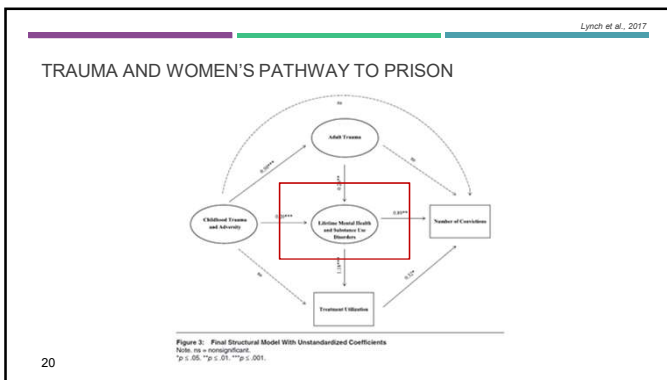 Lynch et al., 2017
TRAUMA AND WOMEN'S PATHWAY TO PRISON
ns
Adult Trauma
ns
Childhood Trauma
and Adversity
Lifetime Mental Health
and Substance Use
Disorders
Number of Convictions
ns
Treatment Utilization
Figure 3: Final Structural Model With Unstandardized Coefficients
Note. ns = nonsignificant.
*p ≤ .05. **p ≤ .01. ***p ≤ .001.
20